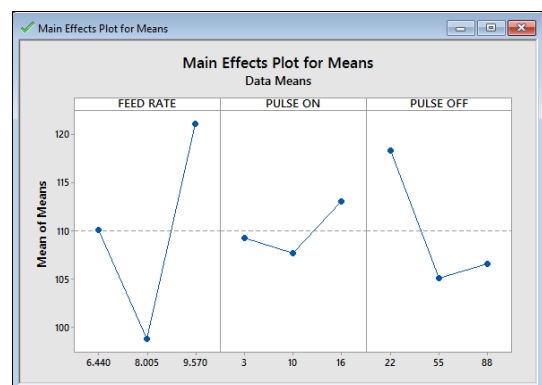 Main Effects Plot for Means
Main Effects Plot for Means
Data Means
FEED RATE PULSE ON PULSE OFF
Mean of Means
120
115
110
105
100
6.440 8.005 9.570 3 10 16 22 55 88